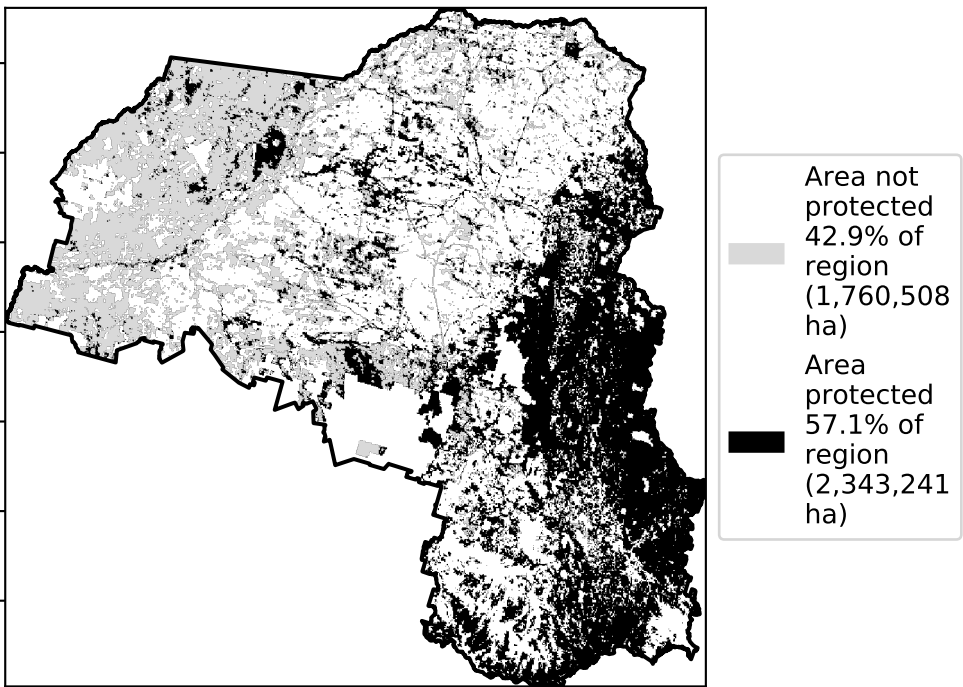 Area not
protected
42.9% of
region
(1,760,508
ha)
Area
protected
57.1% of
region
(2,343,241
ha)